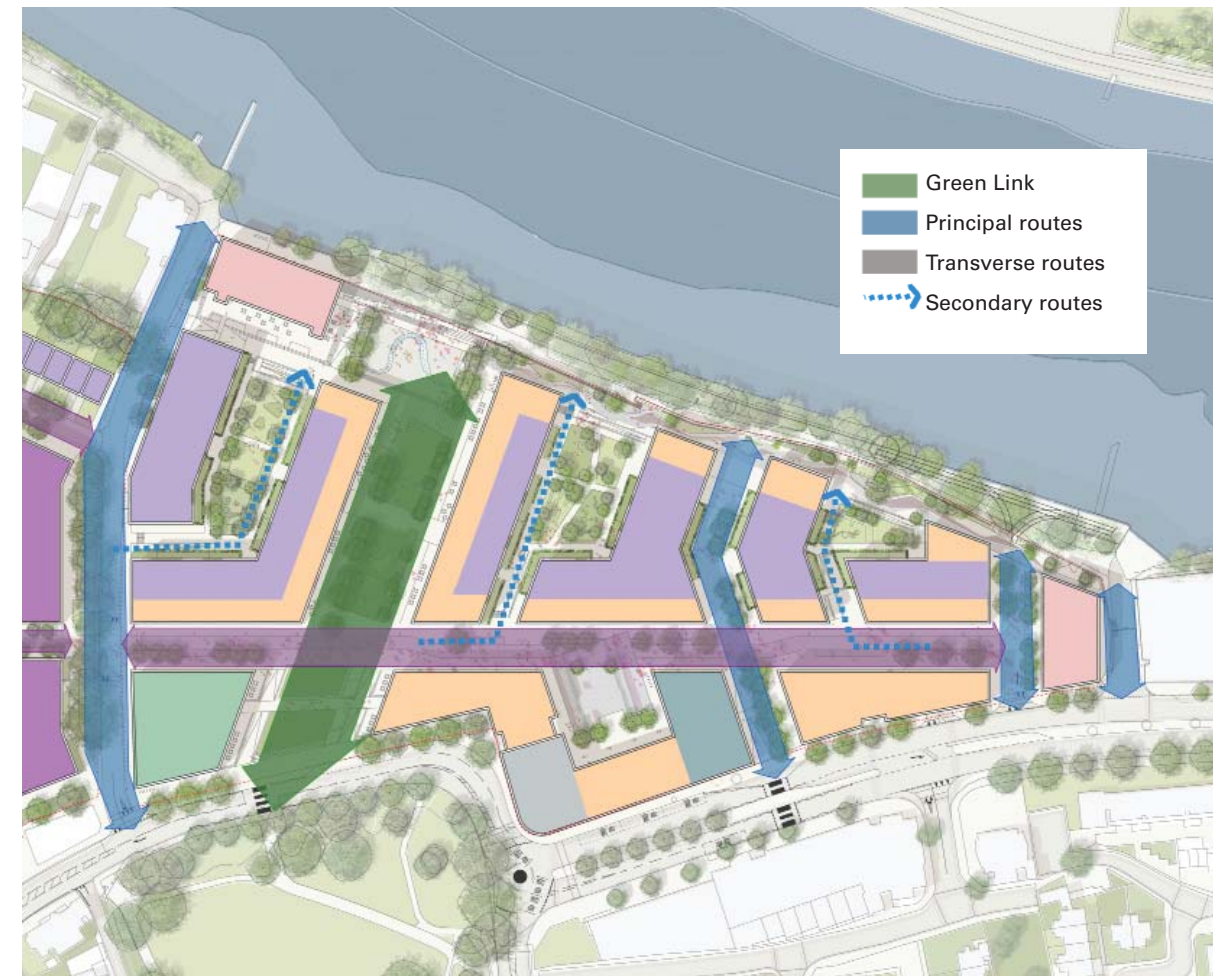 Green Link
Principal routes
Transverse routes
Secondary routes